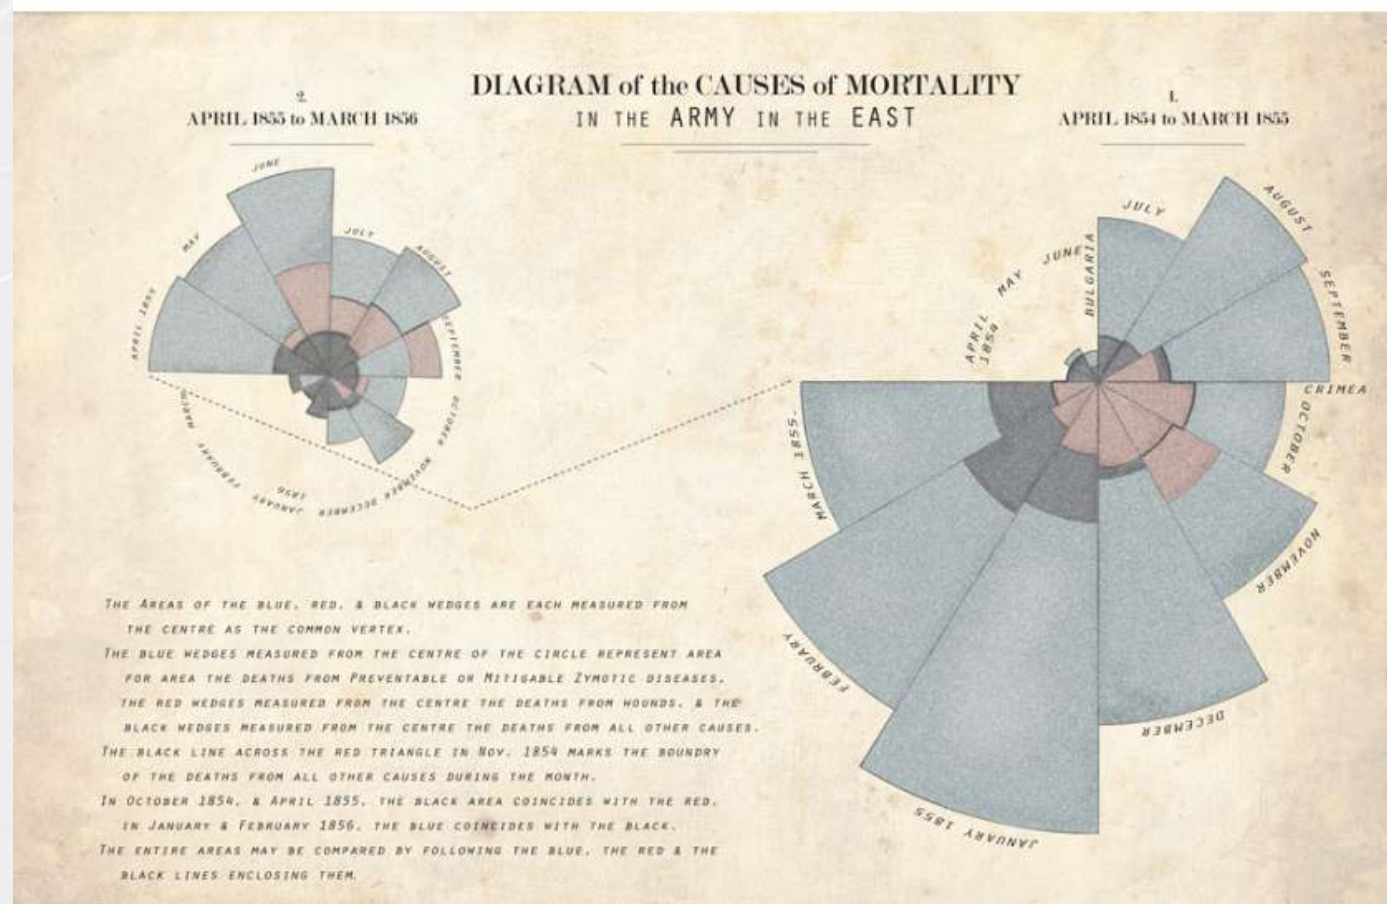 DIAGRAM of the CAUSES of MORTALITY
IN THE ARMY IN THE EAST
2.
APRIL 1855 to MARCH 1856
1.
APRIL 1854 to MARCH 1855
JUNE
JULY
AUGUST
SEPTEMBER
OCTOBER
NOVEMBER
DECEMBER
JANUARY 1856
FEBRUARY
MARCH
APRIL 1855
MAY
APRIL 1854
MAY
JUNE
BULGARIA
JULY
AUGUST
SEPTEMBER
CRIMEA
OCTOBER
NOVEMBER
DECEMBER
JANUARY 1855
FEBRUARY
MARCH 1855.
THE AREAS OF THE BLUE, RED, & BLACK WEDGES ARE EACH MEASURED FROM
THE CENTRE AS THE COMMON VERTEX.
THE BLUE WEDGES MEASURED FROM THE CENTRE OF THE CIRCLE REPRESENT AREA
FOR AREA THE DEATHS FROM PREVENTABLE OR MITIGABLE ZYMOTIC DISEASES,
THE RED WEDGES MEASURED FROM THE CENTRE THE DEATHS FROM WOUNDS, & THE
BLACK WEDGES MEASURED FROM THE CENTRE THE DEATHS FROM ALL OTHER CAUSES.
THE BLACK LINE ACROSS THE RED TRIANGLE IN NOV. 1854 MARKS THE BOUNDRY
OF THE DEATHS FROM ALL OTHER CAUSES DURING THE MONTH.
IN OCTOBER 1854, & APRIL 1855, THE BLACK AREA COINCIDES WITH THE RED,
IN JANUARY & FEBRUARY 1856, THE BLUE COINCIDES WITH THE BLACK.
THE ENTIRE AREAS MAY BE COMPARED BY FOLLOWING THE BLUE, THE RED & THE
BLACK LINES ENCLOSING THEM.